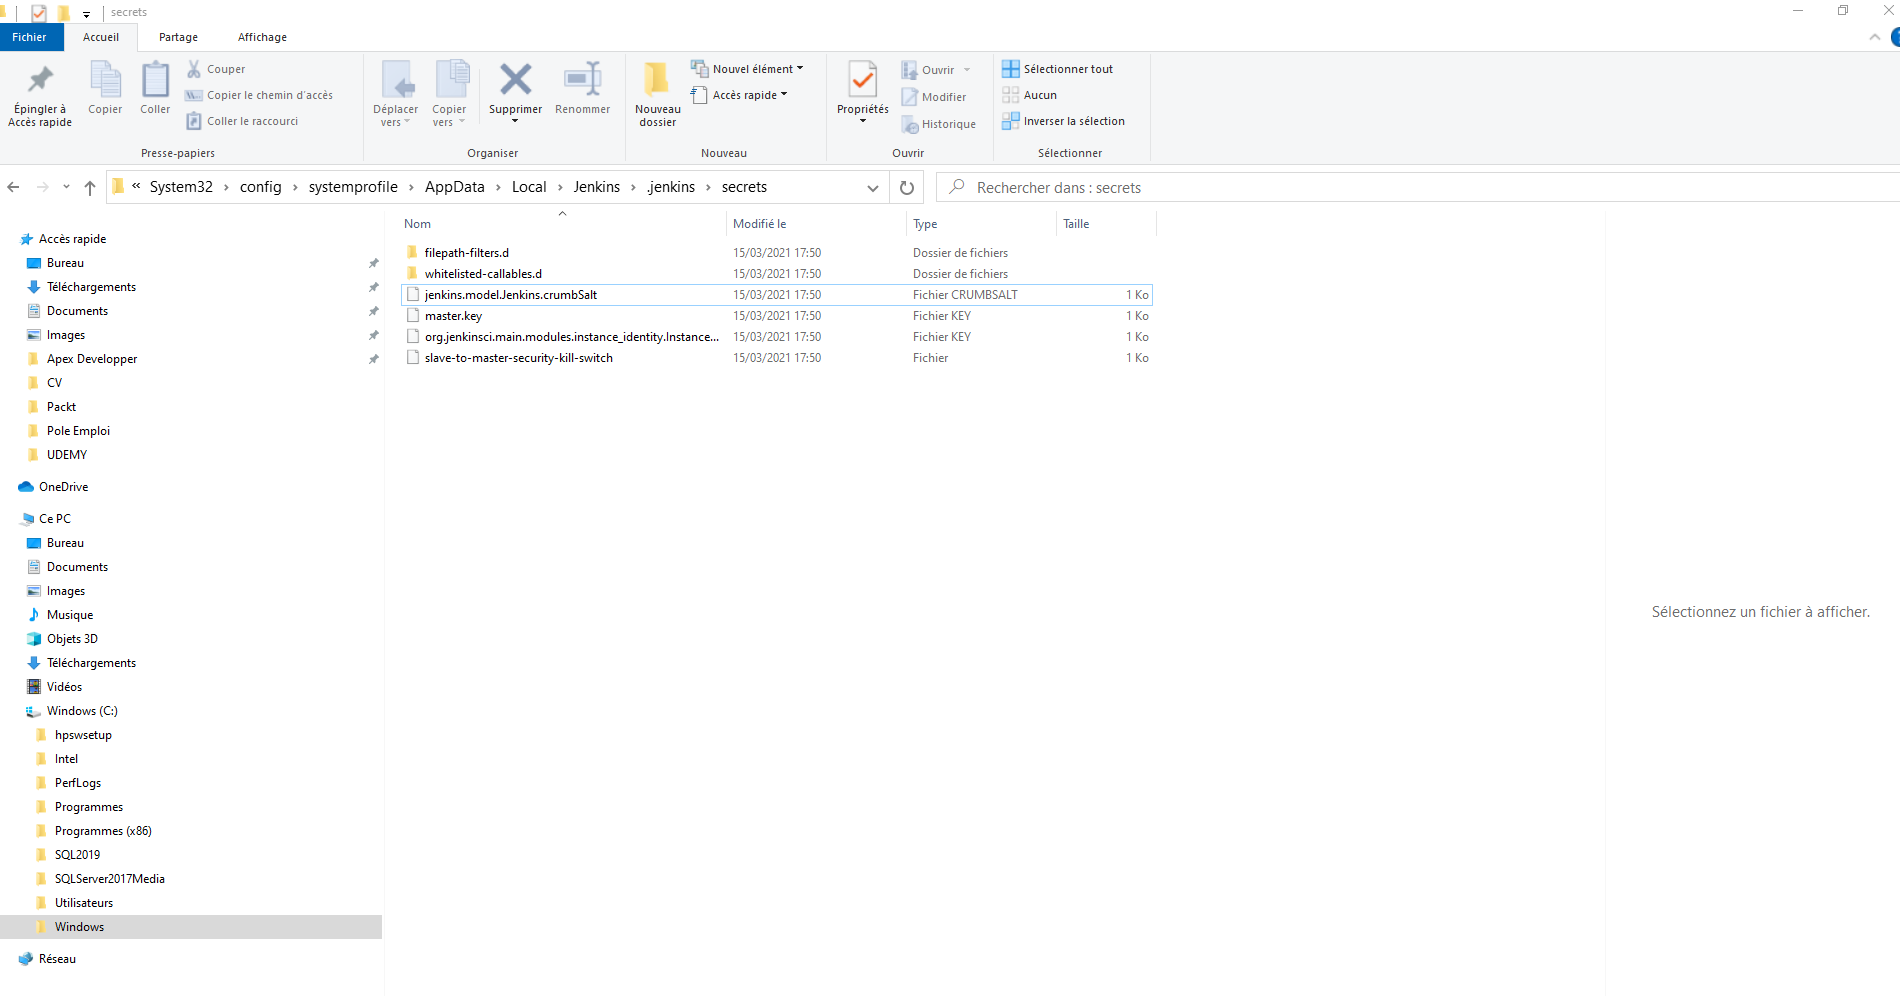 secrets
Fichier
Accueil
Partage
Affichage
Épingler à
Accès rapide
Copier
Coller
Couper
Copier le chemin d'accès
Coller le raccourci
Presse-papiers
Déplacer
vers
Copier
vers
Supprimer
Renommer
Organiser
Nouveau
dossier
Nouvel élément
Accès rapide
Nouveau
Propriétés
Ouvrir
Modifier
Historique
Ouvrir
Sélectionner tout
Aucun
Inverser la sélection
Sélectionner
« System32 › config › systemprofile › AppData › Local › Jenkins › .jenkins › secrets
Rechercher dans : secrets
Accès rapide
Bureau
Téléchargements
Documents
Images
Apex Developper
CV
Packt
Pole Emploi
UDEMY
OneDrive
Ce PC
Bureau
Documents
Images
Musique
Objets 3D
Téléchargements
Vidéos
Windows (C:)
hpswsetup
Intel
PerfLogs
Programmes
Programmes (x86)
SQL2019
SQLServer2017Media
Utilisateurs
Windows
Réseau
Nom Modifié le Type Taille
filepath-filters.d 15/03/2021 17:50 Dossier de fichiers
whitelisted-callables.d 15/03/2021 17:50 Dossier de fichiers
jenkins.model.Jenkins.crumbSalt 15/03/2021 17:50 Fichier CRUMBSALT 1 Ko
master.key 15/03/2021 17:50 Fichier KEY 1 Ko
org.jenkinsci.main.modules.instance_identity.Instance... 15/03/2021 17:50 Fichier KEY 1 Ko
slave-to-master-security-kill-switch 15/03/2021 17:50 Fichier 1 Ko
Sélectionnez un fichier à afficher.